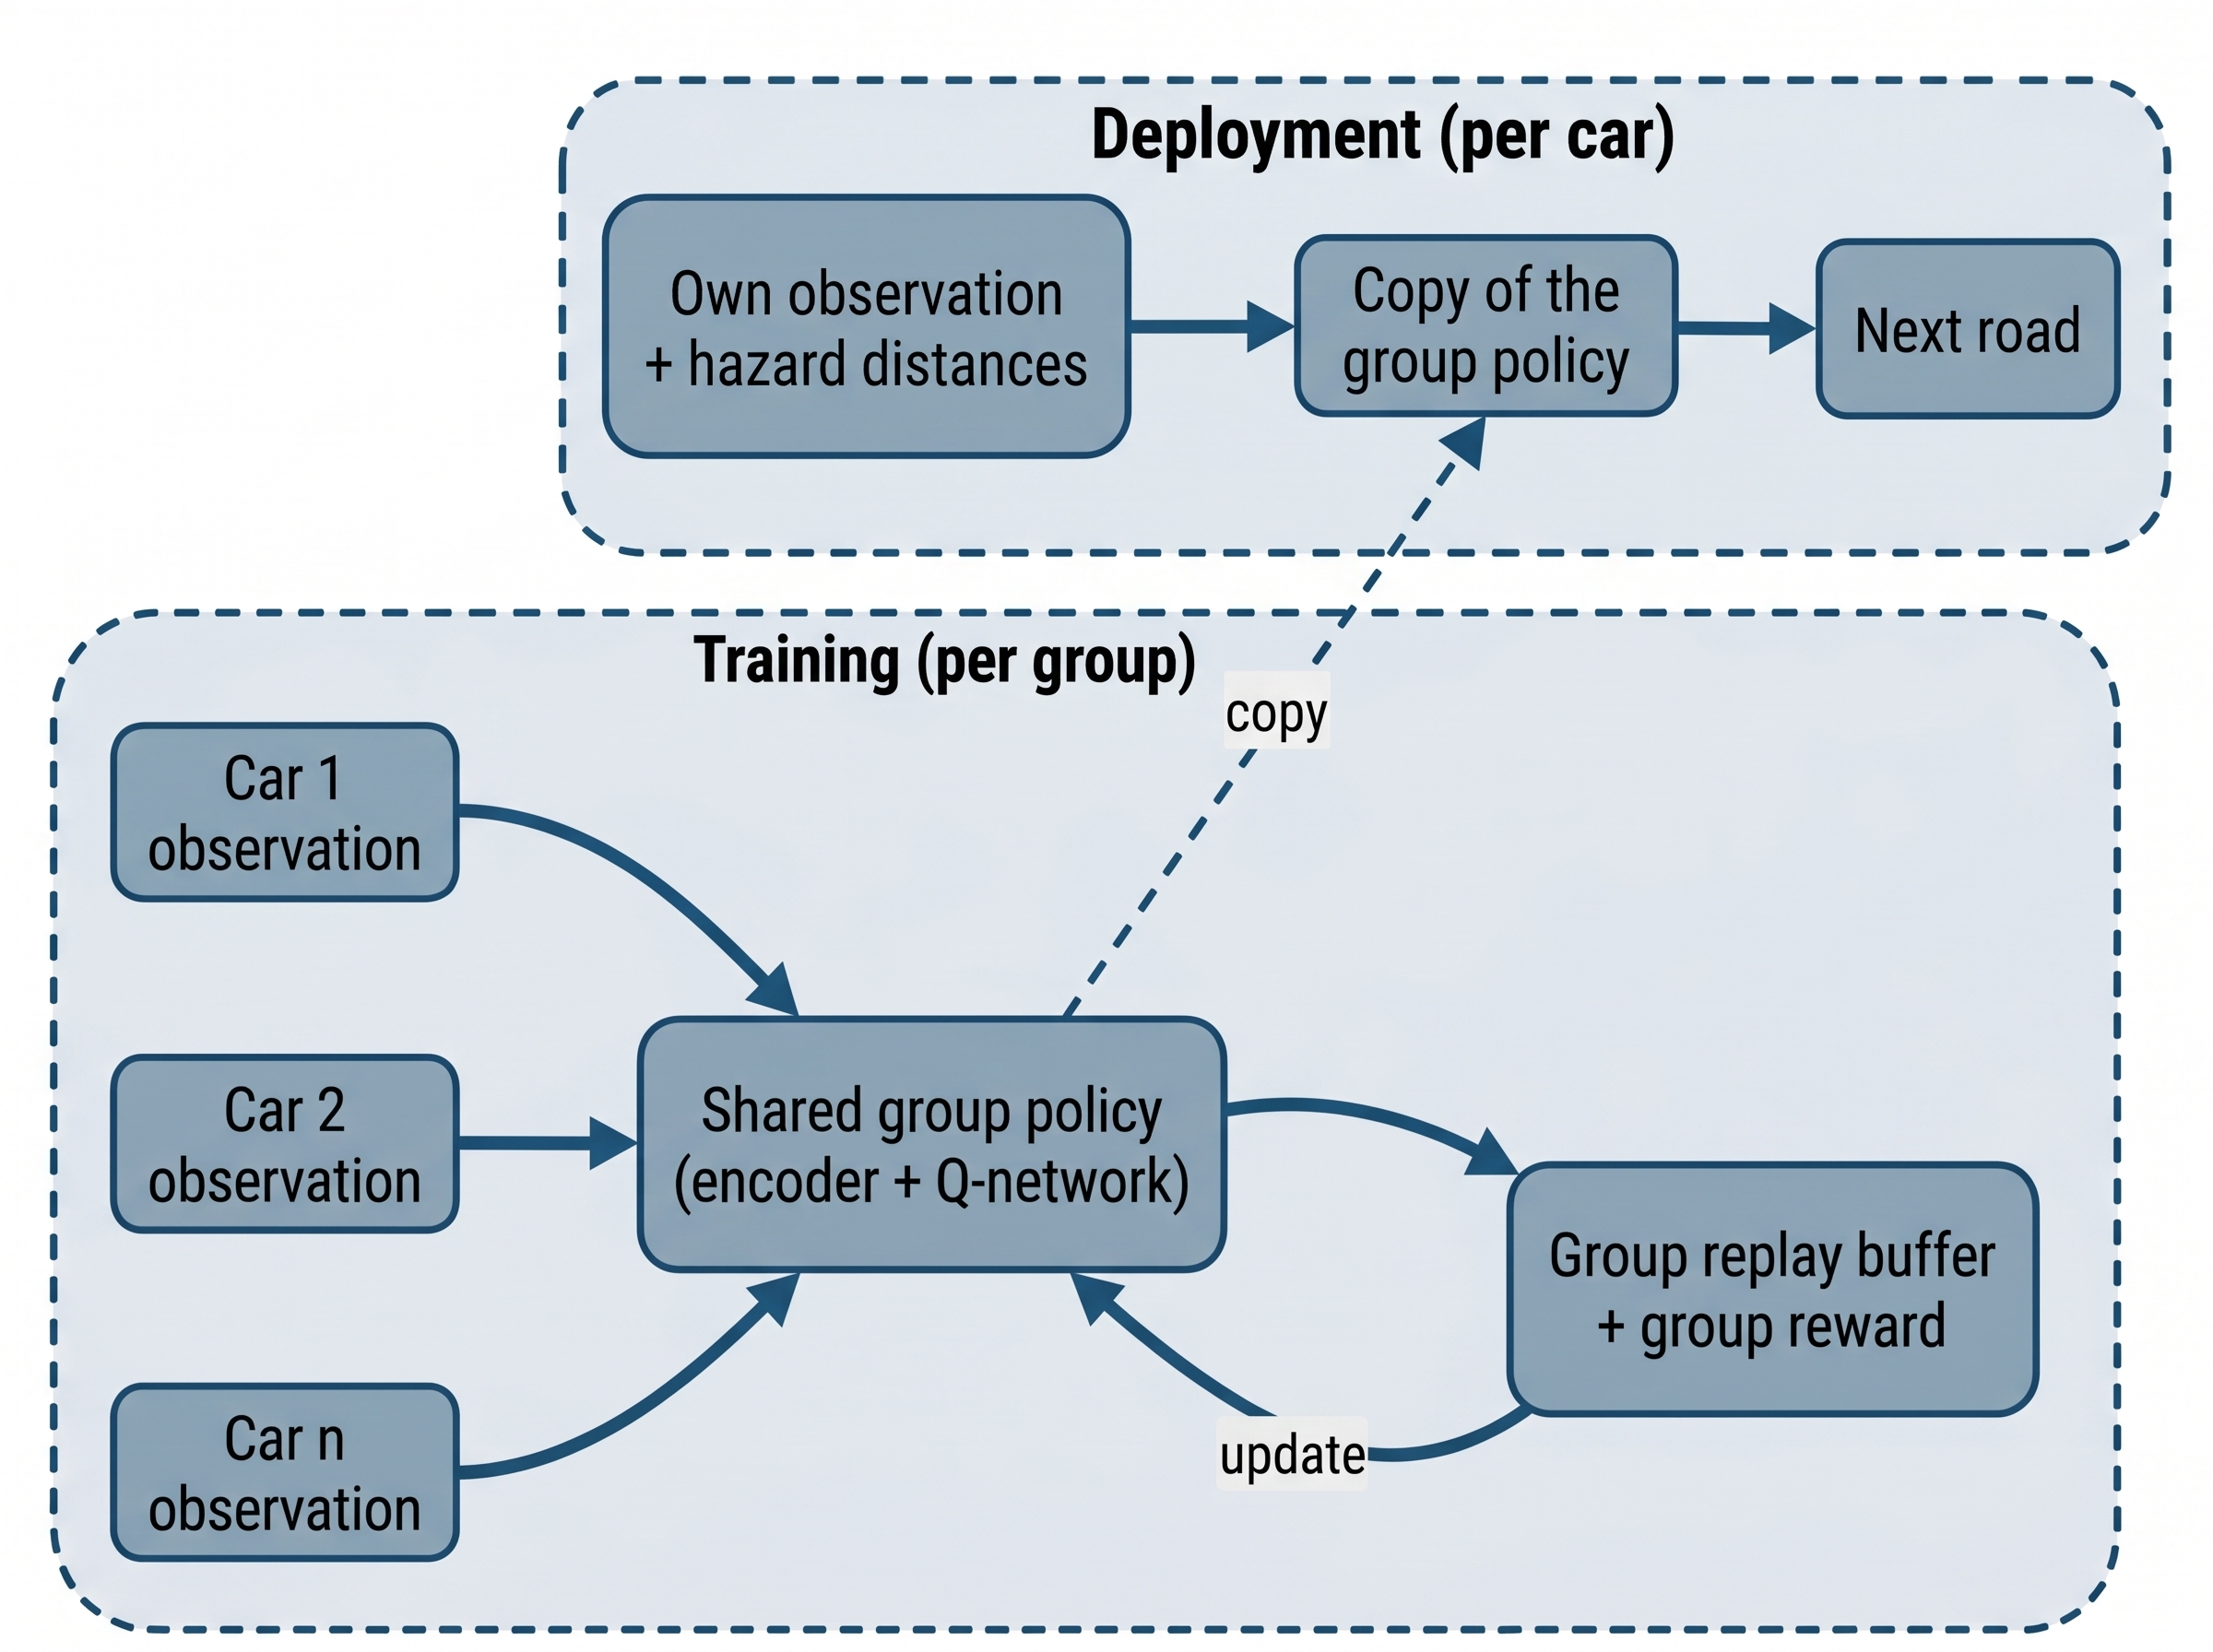 Deployment (per car)
Own observation
+ hazard distances
Copy of the
group policy
Next road
Training (per group)
copy
Car 1
observation
Car 2
observation
Shared group policy
(encoder + Q-network)
Group replay buffer
+ group reward
Car n
observation
update